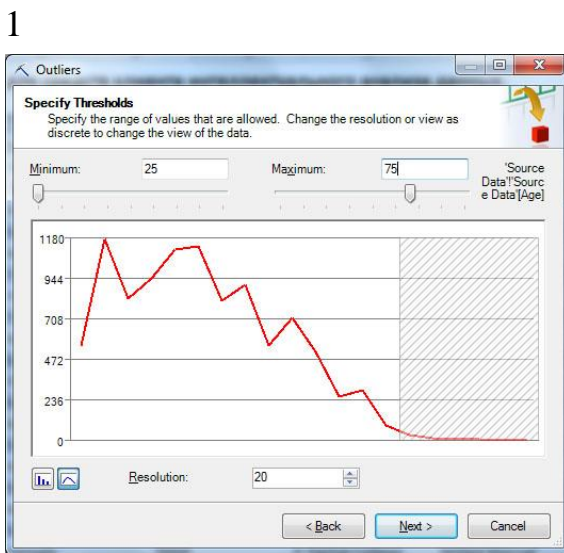 1
Outliers
Specify Thresholds
Specify the range of values that are allowed. Change the resolution or view as
discrete to change the view of the data.
Minimum: 25 Maximum: 75 'Source
Data'!'Sourc
e Data'[Age]
1180
944
708
472
236
0
Resolution: 20
< Back Next > Cancel